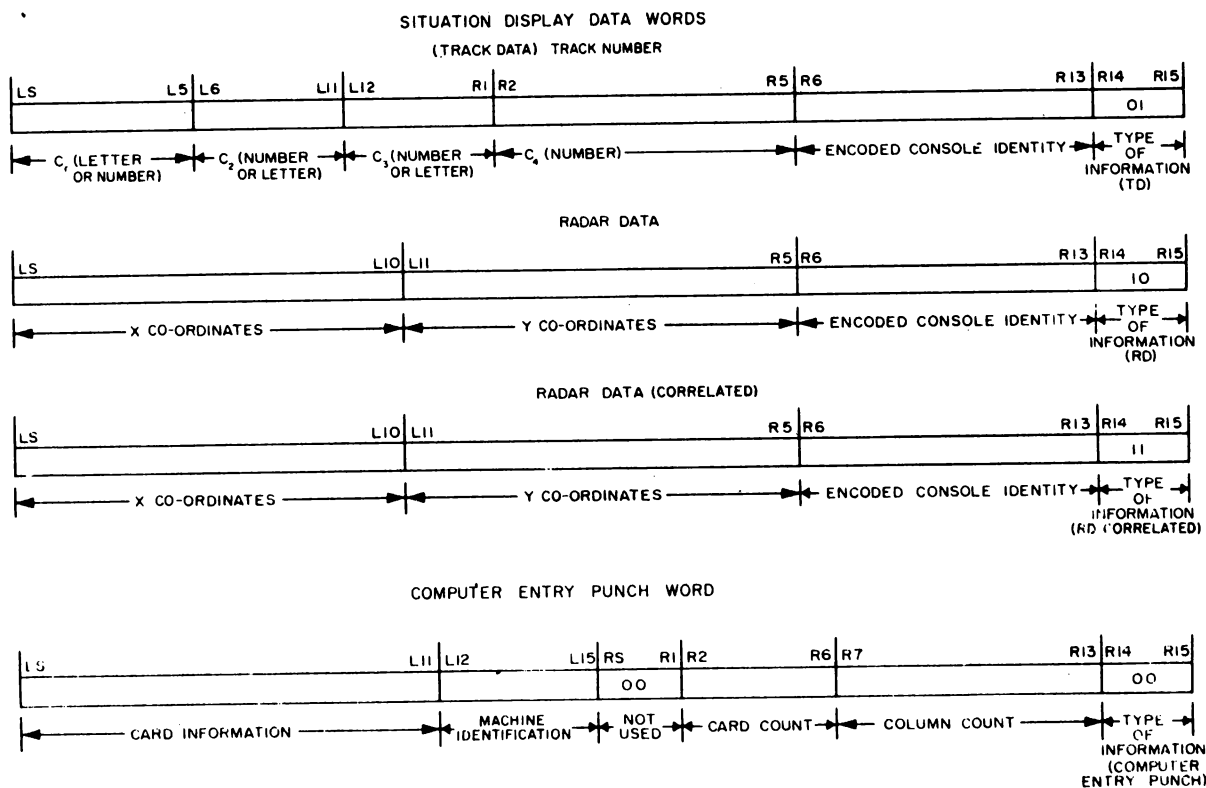 SITUATION DISPLAY DATA WORDS
(TRACK DATA) TRACK NUMBER
LS L5 L6 L11 L12 R1 R2 R5 R6 R13 R14 R15
01
C1 (LETTER OR NUMBER) C2 (NUMBER OR LETTER) C3 (NUMBER OR LETTER) C4 (NUMBER) ENCODED CONSOLE IDENTITY TYPE OF INFORMATION (TD)
RADAR DATA
LS L10 L11 R5 R6 R13 R14 R15
10
X CO-ORDINATES Y CO-ORDINATES ENCODED CONSOLE IDENTITY TYPE OF INFORMATION (RD)
RADAR DATA (CORRELATED)
LS L10 L11 R5 R6 R13 R14 R15
11
X CO-ORDINATES Y CO-ORDINATES ENCODED CONSOLE IDENTITY TYPE OF INFORMATION (RD CORRELATED)
COMPUTER ENTRY PUNCH WORD
LS L11 L12 L15 RS R1 R2 R6 R7 R13 R14 R15
00 00
CARD INFORMATION MACHINE IDENTIFICATION NOT USED CARD COUNT COLUMN COUNT TYPE OF INFORMATION (COMPUTER ENTRY PUNCH)